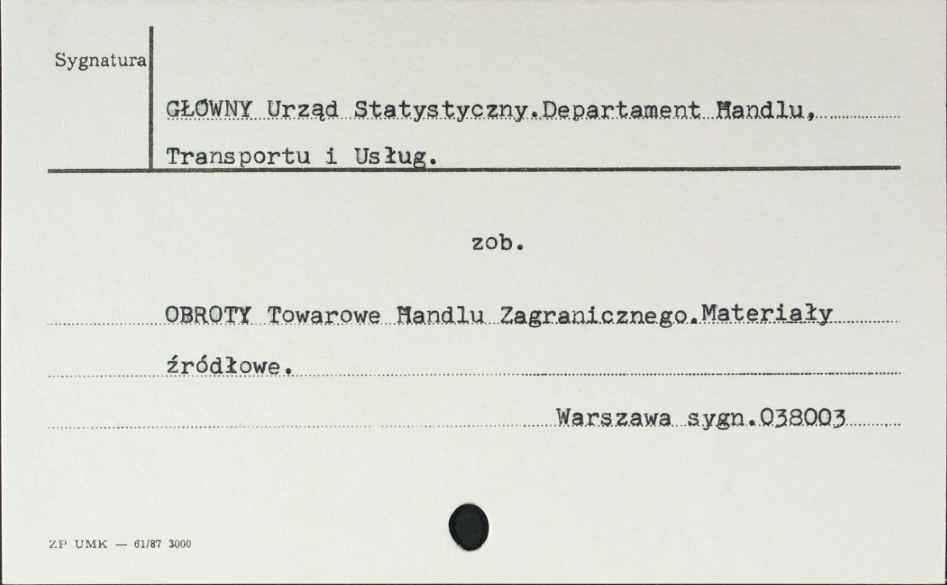 Sygnatura
GŁÓWNY Urząd Statystyczny.Departament Handlu,
Transportu i Usług.
zob.
OBROTY Towarowe Handlu Zagranicznego.Materiały
źródłowe.
Warszawa sygn.038003
ZP UMK — 61/87 3000